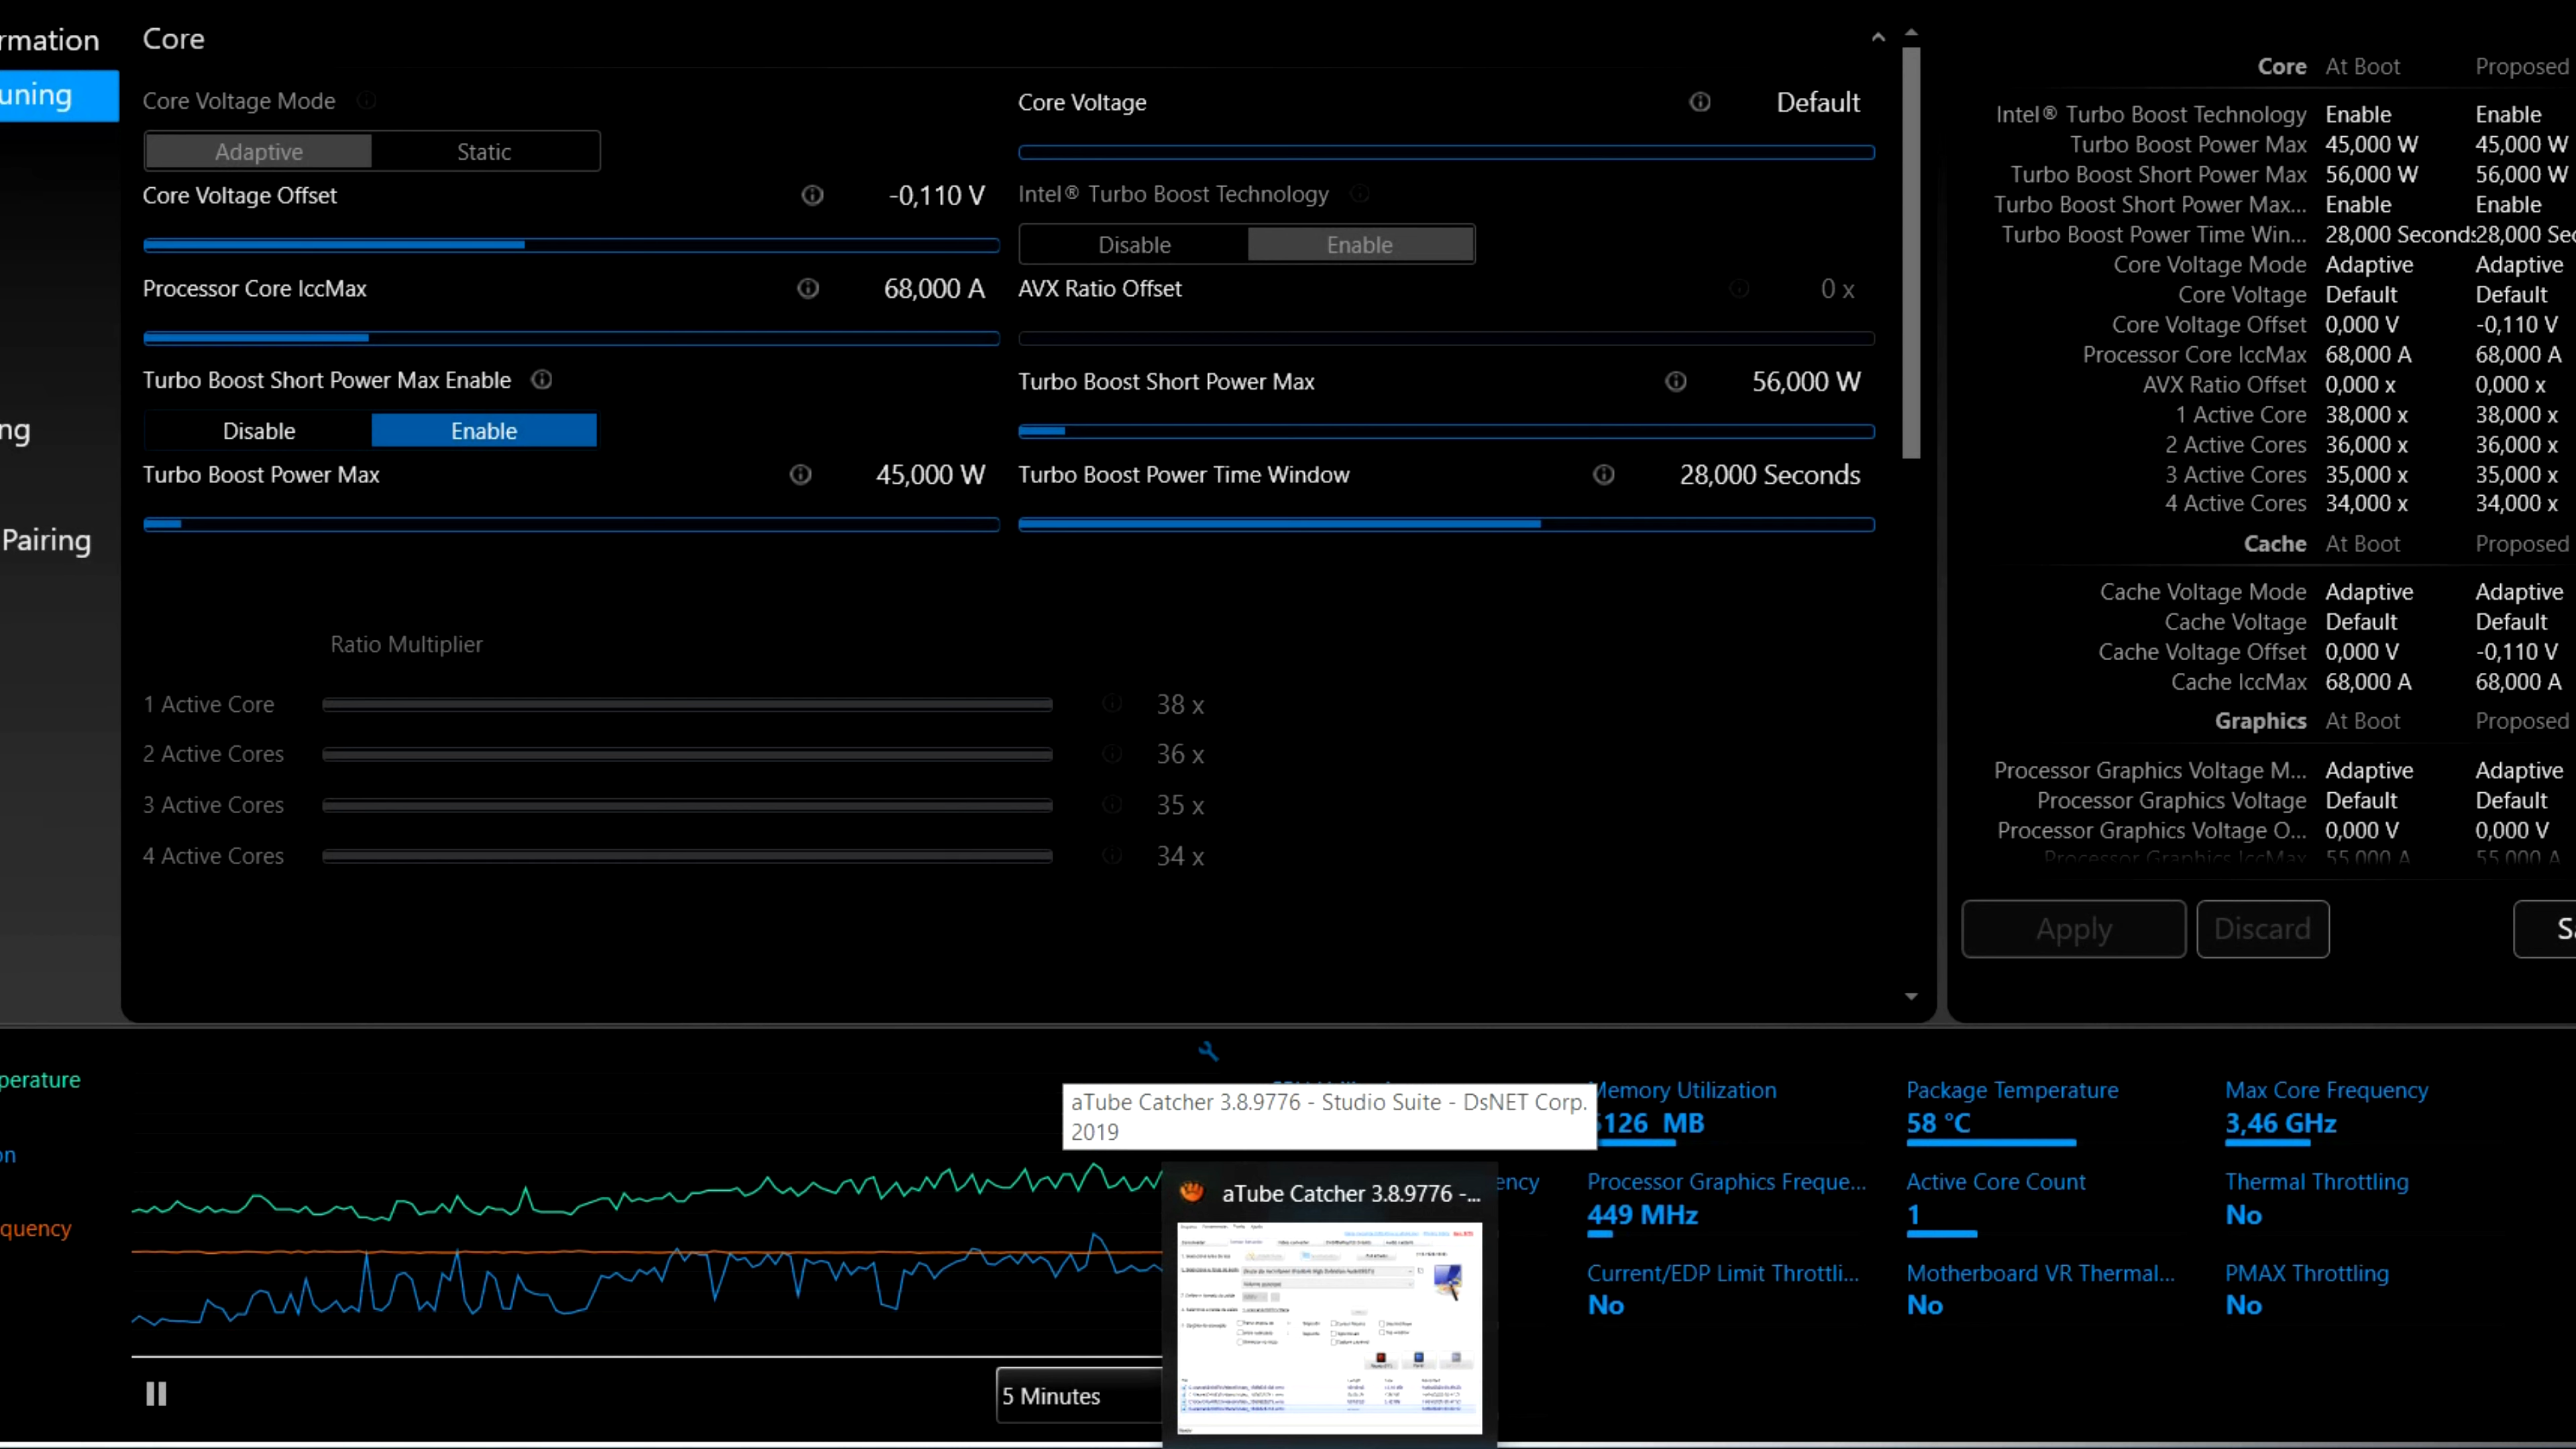 rmation
uning
ng
Pairing
Core
Core Voltage Mode
Adaptive Static
Core Voltage Offset -0,110 V
Processor Core IccMax 68,000 A
Turbo Boost Short Power Max Enable
Disable Enable
Turbo Boost Power Max 45,000 W
Core Voltage Default
Intel® Turbo Boost Technology
Disable Enable
AVX Ratio Offset 0 x
Turbo Boost Short Power Max 56,000 W
Turbo Boost Power Time Window 28,000 Seconds
Ratio Multiplier
1 Active Core 38 x
2 Active Cores 36 x
3 Active Cores 35 x
4 Active Cores 34 x
Core At Boot Proposed
Intel® Turbo Boost Technology Enable Enable
Turbo Boost Power Max 45,000 W 45,000 W
Turbo Boost Short Power Max 56,000 W 56,000 W
Turbo Boost Short Power Max... Enable Enable
Turbo Boost Power Time Win... 28,000 Seconds 28,000 Sec
Core Voltage Mode Adaptive Adaptive
Core Voltage Default Default
Core Voltage Offset 0,000 V -0,110 V
Processor Core IccMax 68,000 A 68,000 A
AVX Ratio Offset 0,000 x 0,000 x
1 Active Core 38,000 x 38,000 x
2 Active Cores 36,000 x 36,000 x
3 Active Cores 35,000 x 35,000 x
4 Active Cores 34,000 x 34,000 x
Cache At Boot Proposed
Cache Voltage Mode Adaptive Adaptive
Cache Voltage Default Default
Cache Voltage Offset 0,000 V -0,110 V
Cache IccMax 68,000 A 68,000 A
Graphics At Boot Proposed
Processor Graphics Voltage M... Adaptive Adaptive
Processor Graphics Voltage Default Default
Processor Graphics Voltage O... 0,000 V 0,000 V
Processor Graphics IccMax 55,000 A 55,000 A
Apply Discard S
perature
on
quency
5 Minutes
aTube Catcher 3.8.9776 - Studio Suite - DsNET Corp.
2019
aTube Catcher 3.8.9776 -...
ency
Memory Utilization
126 MB
Package Temperature
58 °C
Max Core Frequency
3,46 GHz
Processor Graphics Freque...
449 MHz
Active Core Count
1
Thermal Throttling
No
Current/EDP Limit Throttli...
No
Motherboard VR Thermal...
No
PMAX Throttling
No